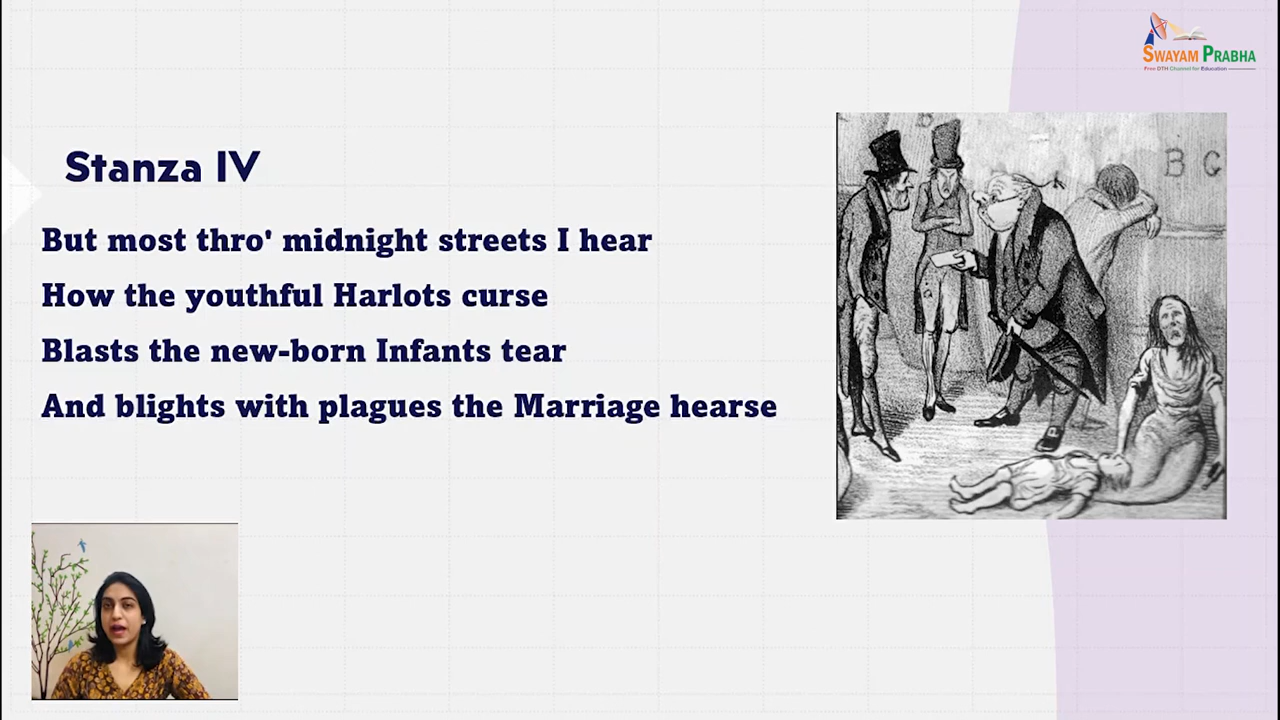 SWAYAM PRABHA
Free DTH Channel for Education
Stanza IV
But most thro' midnight streets I hear
How the youthful Harlots curse
Blasts the new-born Infants tear
And blights with plagues the Marriage hearse
B C